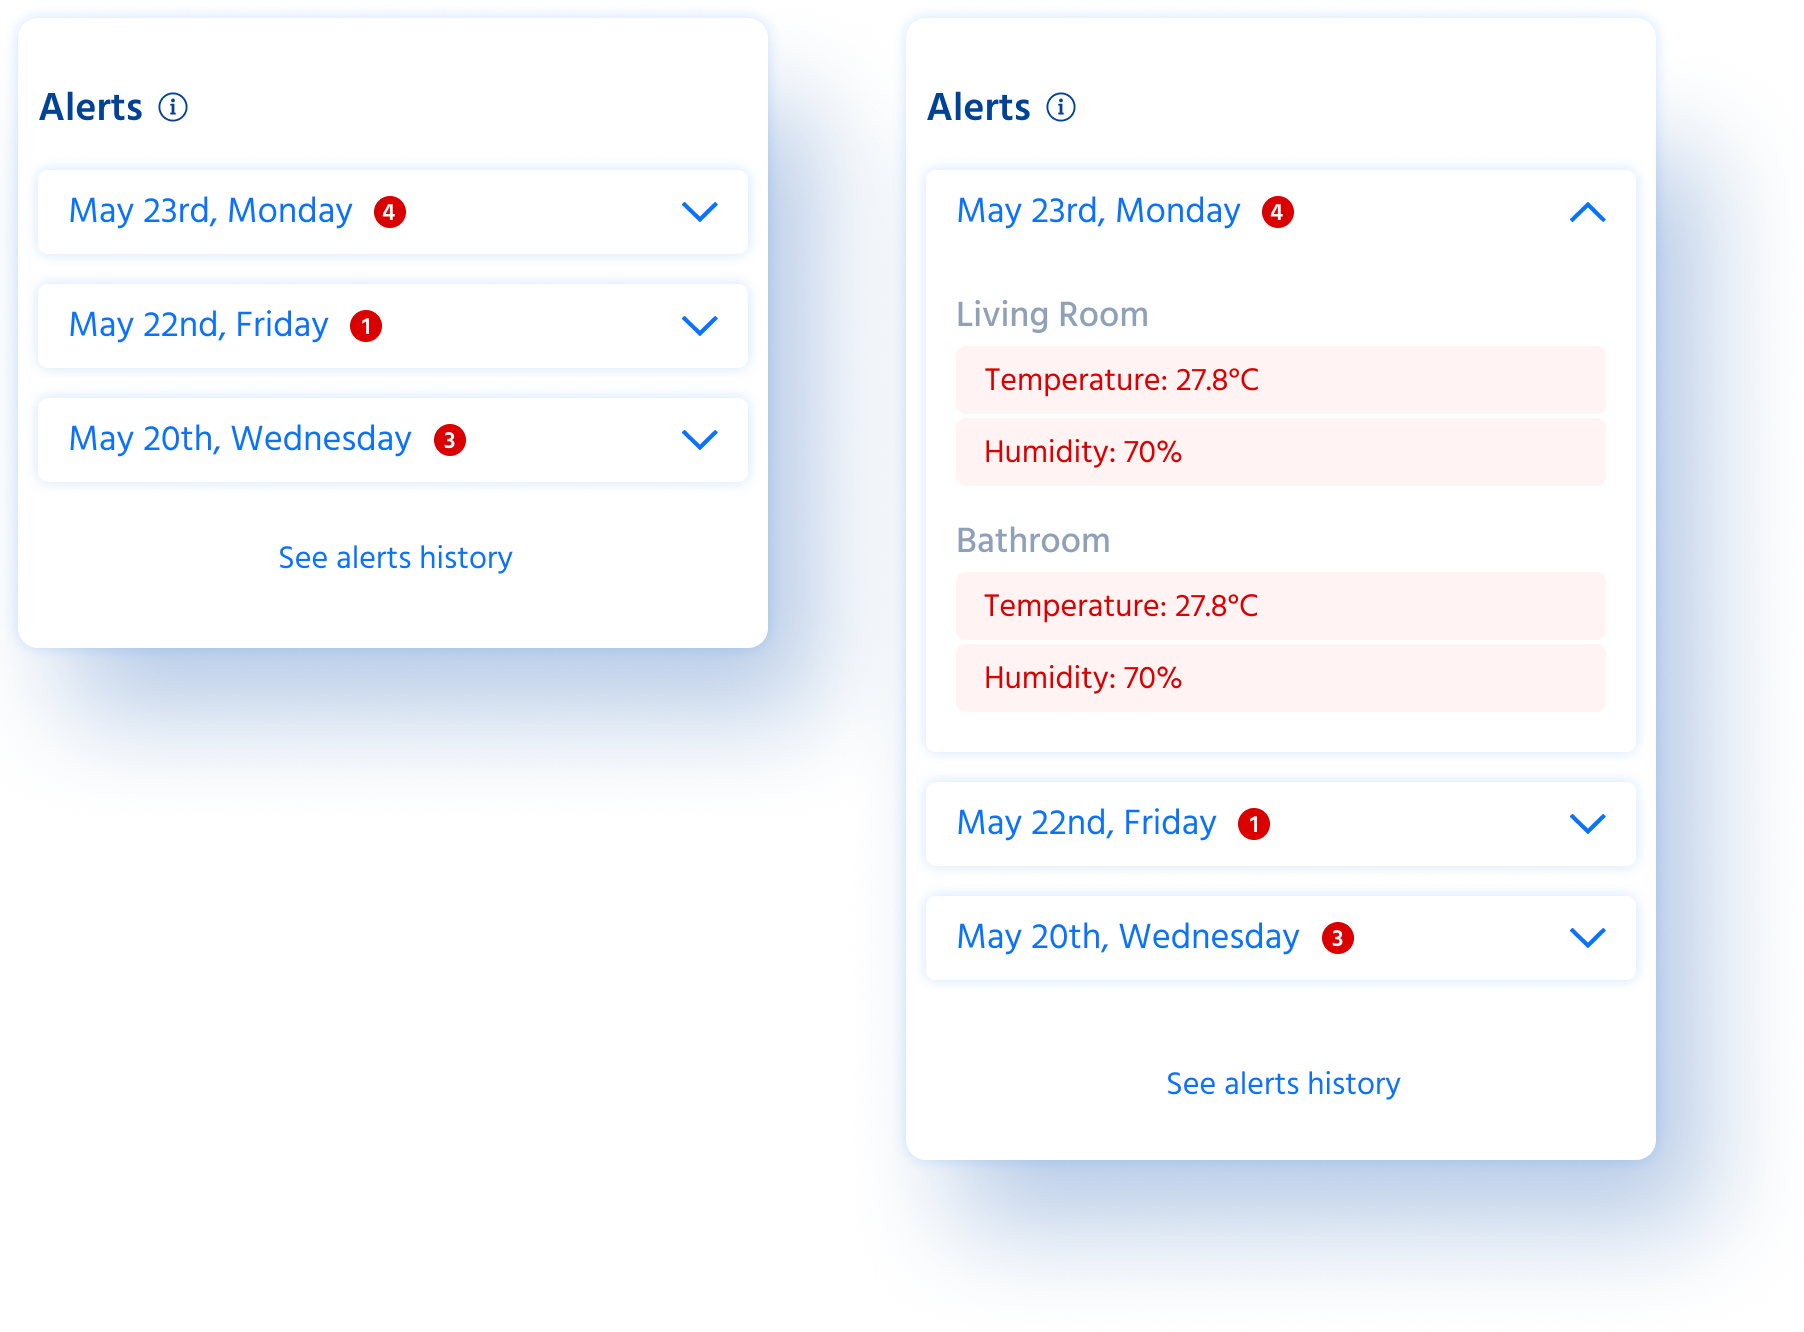 Alerts
May 23rd, Monday 4
May 22nd, Friday 1
May 20th, Wednesday 3
See alerts history
Alerts
May 23rd, Monday 4
Living Room
Temperature: 27.8°C
Humidity: 70%
Bathroom
Temperature: 27.8°C
Humidity: 70%
May 22nd, Friday 1
May 20th, Wednesday 3
See alerts history